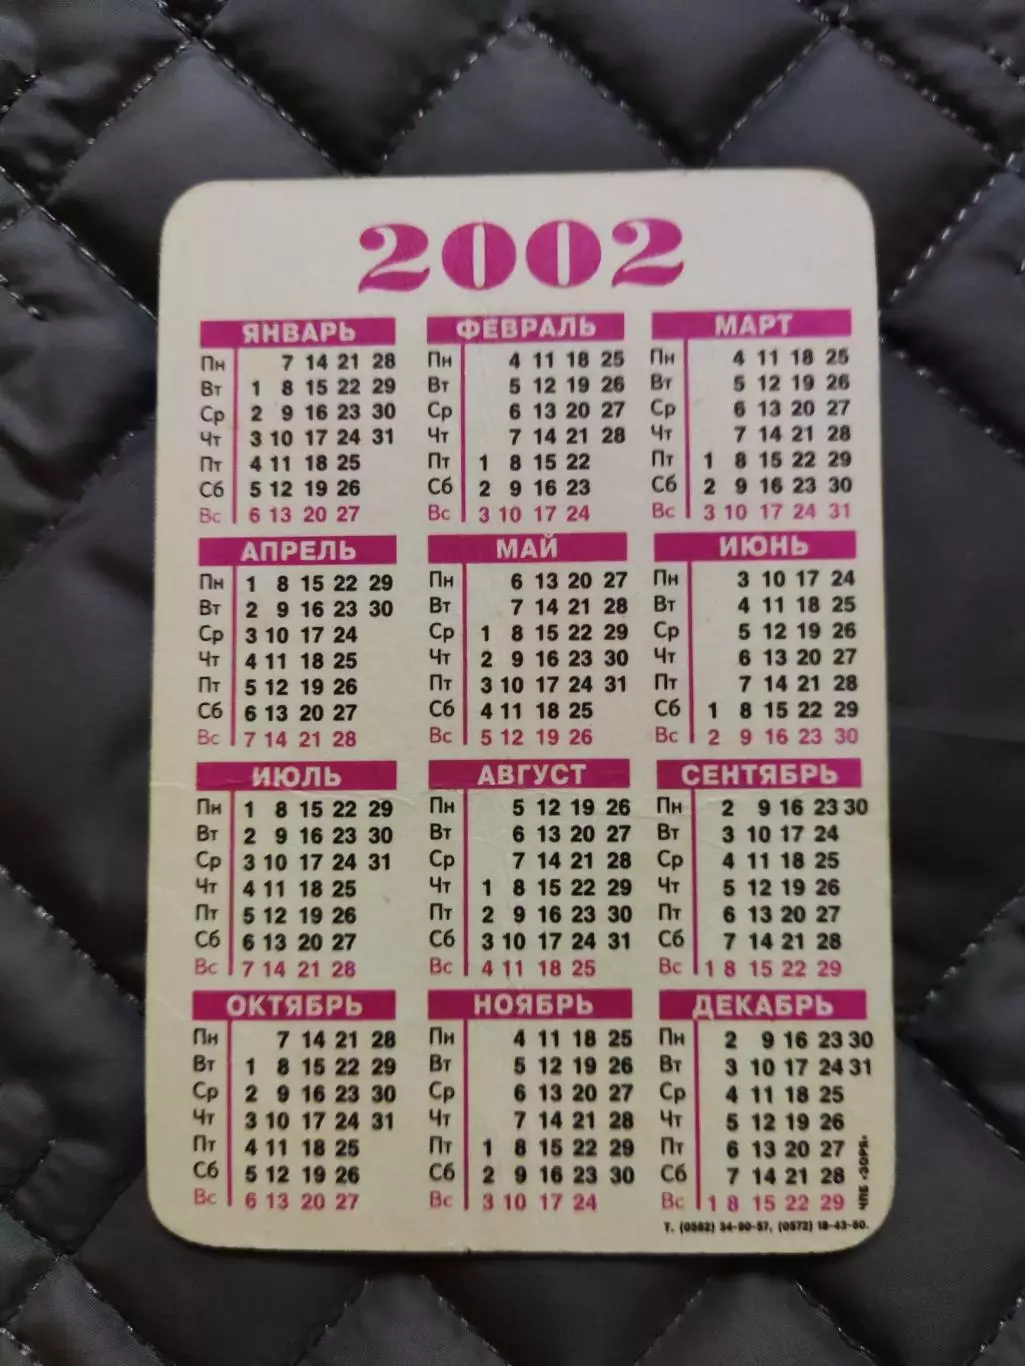 2002
ЯНВАРЬ
Пн 7 14 21 28
Вт 1 8 15 22 29
Ср 2 9 16 23 30
Чт 3 10 17 24 31
Пт 4 11 18 25
Сб 5 12 19 26
Вс 6 13 20 27
ФЕВРАЛЬ
Пн 4 11 18 25
Вт 5 12 19 26
Ср 6 13 20 27
Чт 7 14 21 28
Пт 1 8 15 22
Сб 2 9 16 23
Вс 3 10 17 24
МАРТ
Пн 4 11 18 25
Вт 5 12 19 26
Ср 6 13 20 27
Чт 7 14 21 28
Пт 1 8 15 22 29
Сб 2 9 16 23 30
Вс 3 10 17 24 31
АПРЕЛЬ
Пн 1 8 15 22 29
Вт 2 9 16 23 30
Ср 3 10 17 24
Чт 4 11 18 25
Пт 5 12 19 26
Сб 6 13 20 27
Вс 7 14 21 28
МАЙ
Пн 6 13 20 27
Вт 7 14 21 28
Ср 1 8 15 22 29
Чт 2 9 16 23 30
Пт 3 10 17 24 31
Сб 4 11 18 25
Вс 5 12 19 26
ИЮНЬ
Пн 3 10 17 24
Вт 4 11 18 25
Ср 5 12 19 26
Чт 6 13 20 27
Пт 7 14 21 28
Сб 1 8 15 22 29
Вс 2 9 16 23 30
ИЮЛЬ
Пн 1 8 15 22 29
Вт 2 9 16 23 30
Ср 3 10 17 24 31
Чт 4 11 18 25
Пт 5 12 19 26
Сб 6 13 20 27
Вс 7 14 21 28
АВГУСТ
Пн 5 12 19 26
Вт 6 13 20 27
Ср 7 14 21 28
Чт 1 8 15 22 29
Пт 2 9 16 23 30
Сб 3 10 17 24 31
Вс 4 11 18 25
СЕНТЯБРЬ
Пн 2 9 16 23 30
Вт 3 10 17 24
Ср 4 11 18 25
Чт 5 12 19 26
Пт 6 13 20 27
Сб 7 14 21 28
Вс 1 8 15 22 29
ОКТЯБРЬ
Пн 7 14 21 28
Вт 1 8 15 22 29
Ср 2 9 16 23 30
Чт 3 10 17 24 31
Пт 4 11 18 25
Сб 5 12 19 26
Вс 6 13 20 27
НОЯБРЬ
Пн 4 11 18 25
Вт 5 12 19 26
Ср 6 13 20 27
Чт 7 14 21 28
Пт 1 8 15 22 29
Сб 2 9 16 23 30
Вс 3 10 17 24
ДЕКАБРЬ
Пн 2 9 16 23 30
Вт 3 10 17 24 31
Ср 4 11 18 25
Чт 5 12 19 26
Пт 6 13 20 27
Сб 7 14 21 28
Вс 1 8 15 22 29
ЧПБ «ЗОРЯ»
Т. (0562) 34-90-57, (0572) 18-43-60.